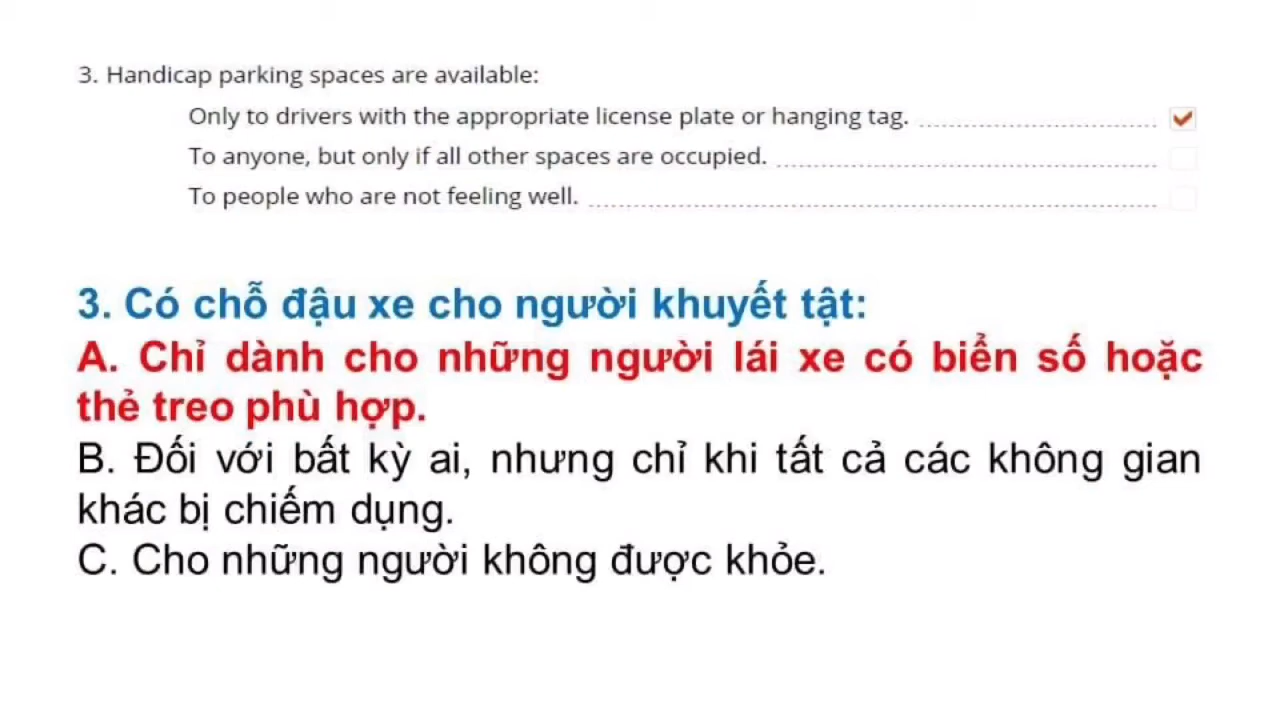 3. Handicap parking spaces are available:
Only to drivers with the appropriate license plate or hanging tag.
To anyone, but only if all other spaces are occupied.
To people who are not feeling well.
3. Có chỗ đậu xe cho người khuyết tật:
A. Chỉ dành cho những người lái xe có biển số hoặc
thẻ treo phù hợp.
B. Đối với bất kỳ ai, nhưng chỉ khi tất cả các không gian
khác bị chiếm dụng.
C. Cho những người không được khỏe.